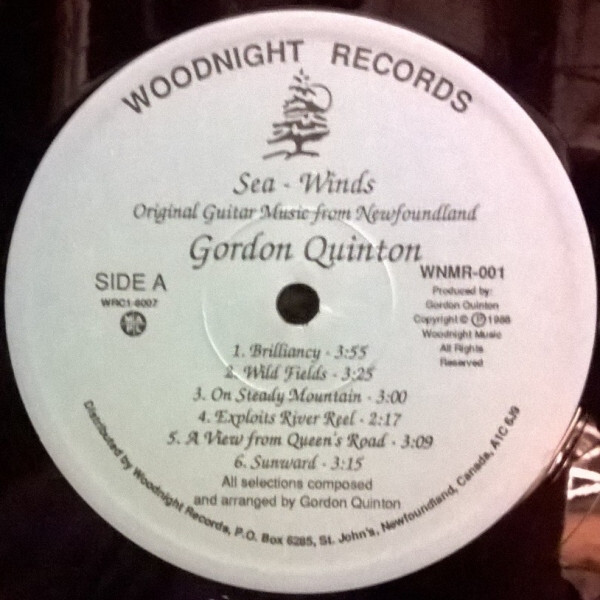 WOODNIGHT RECORDS
Sea - Winds
Original Guitar Music from Newfoundland
Gordon Quinton
SIDE A
WRC1-6007
WNMR-001
Produced by:
Gordon Quinton
Copyright © Ⓟ 1988
Woodnight Music
All Rights
Reserved
1. Brilliancy - 3:55
2. Wild Fields - 3:25
3. On Steady Mountain - 3:00
4. Exploits River Reel - 2:17
5. A View from Queen's Road - 3:09
6. Sunward - 3:15
All selections composed
and arranged by Gordon Quinton
Distributed by Woodnight Records, P.O. Box 6285, St. John's, Newfoundland, Canada, A1C 6J9